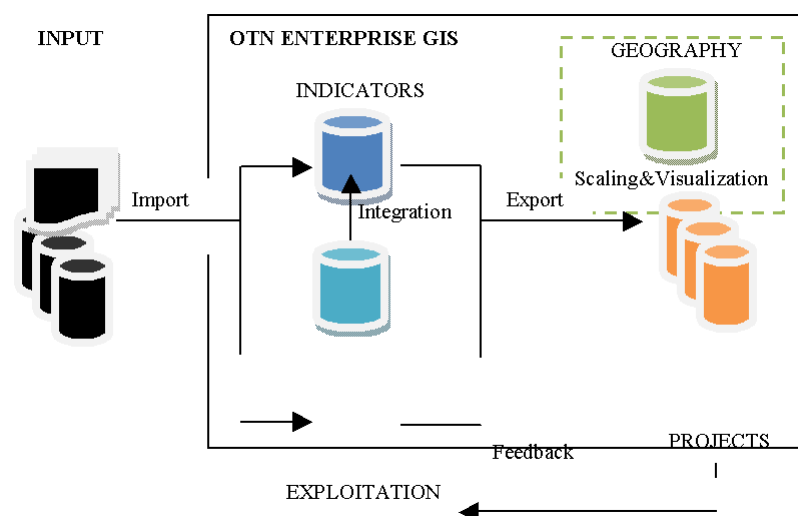 INPUT
OTN ENTERPRISE GIS
GEOGRAPHY
INDICATORS
Scaling&Visualization
Import
Integration
Export
PROJECTS
Feedback
EXPLOITATION